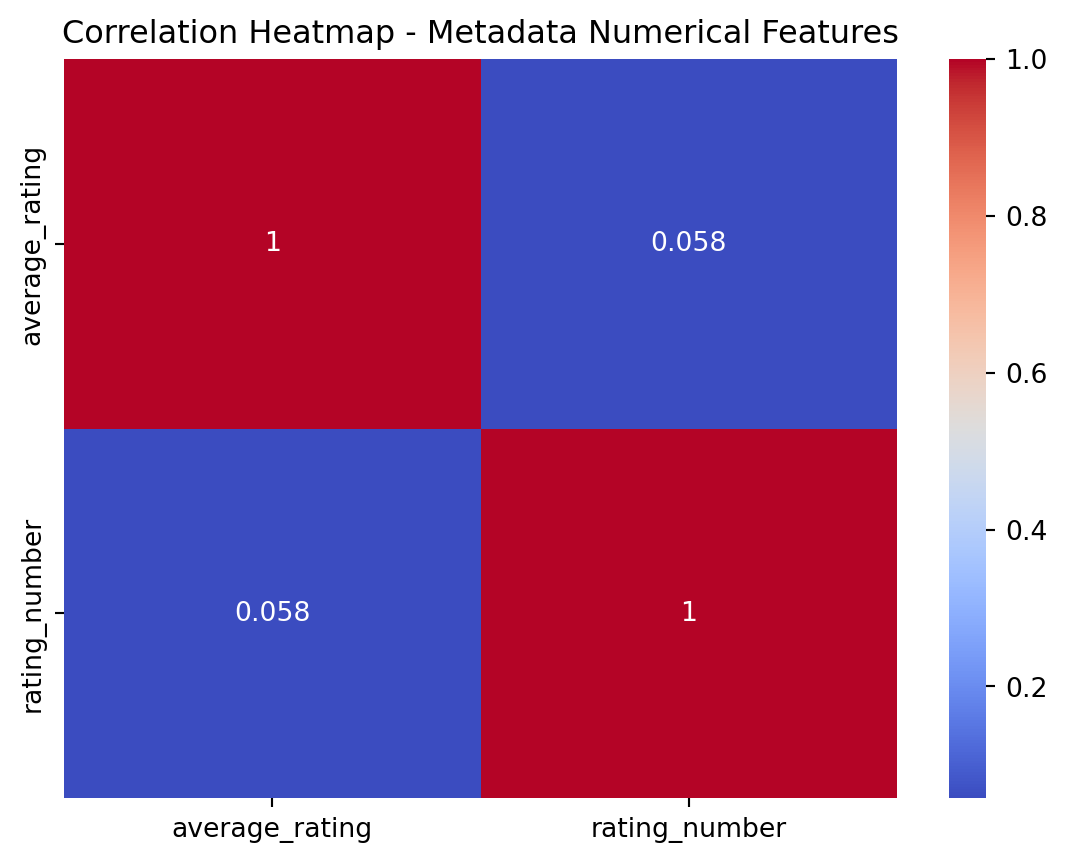 Correlation Heatmap - Metadata Numerical Features
average_rating
1
0.058
rating_number
0.058
1
average_rating
rating_number
1.0
0.8
0.6
0.4
0.2